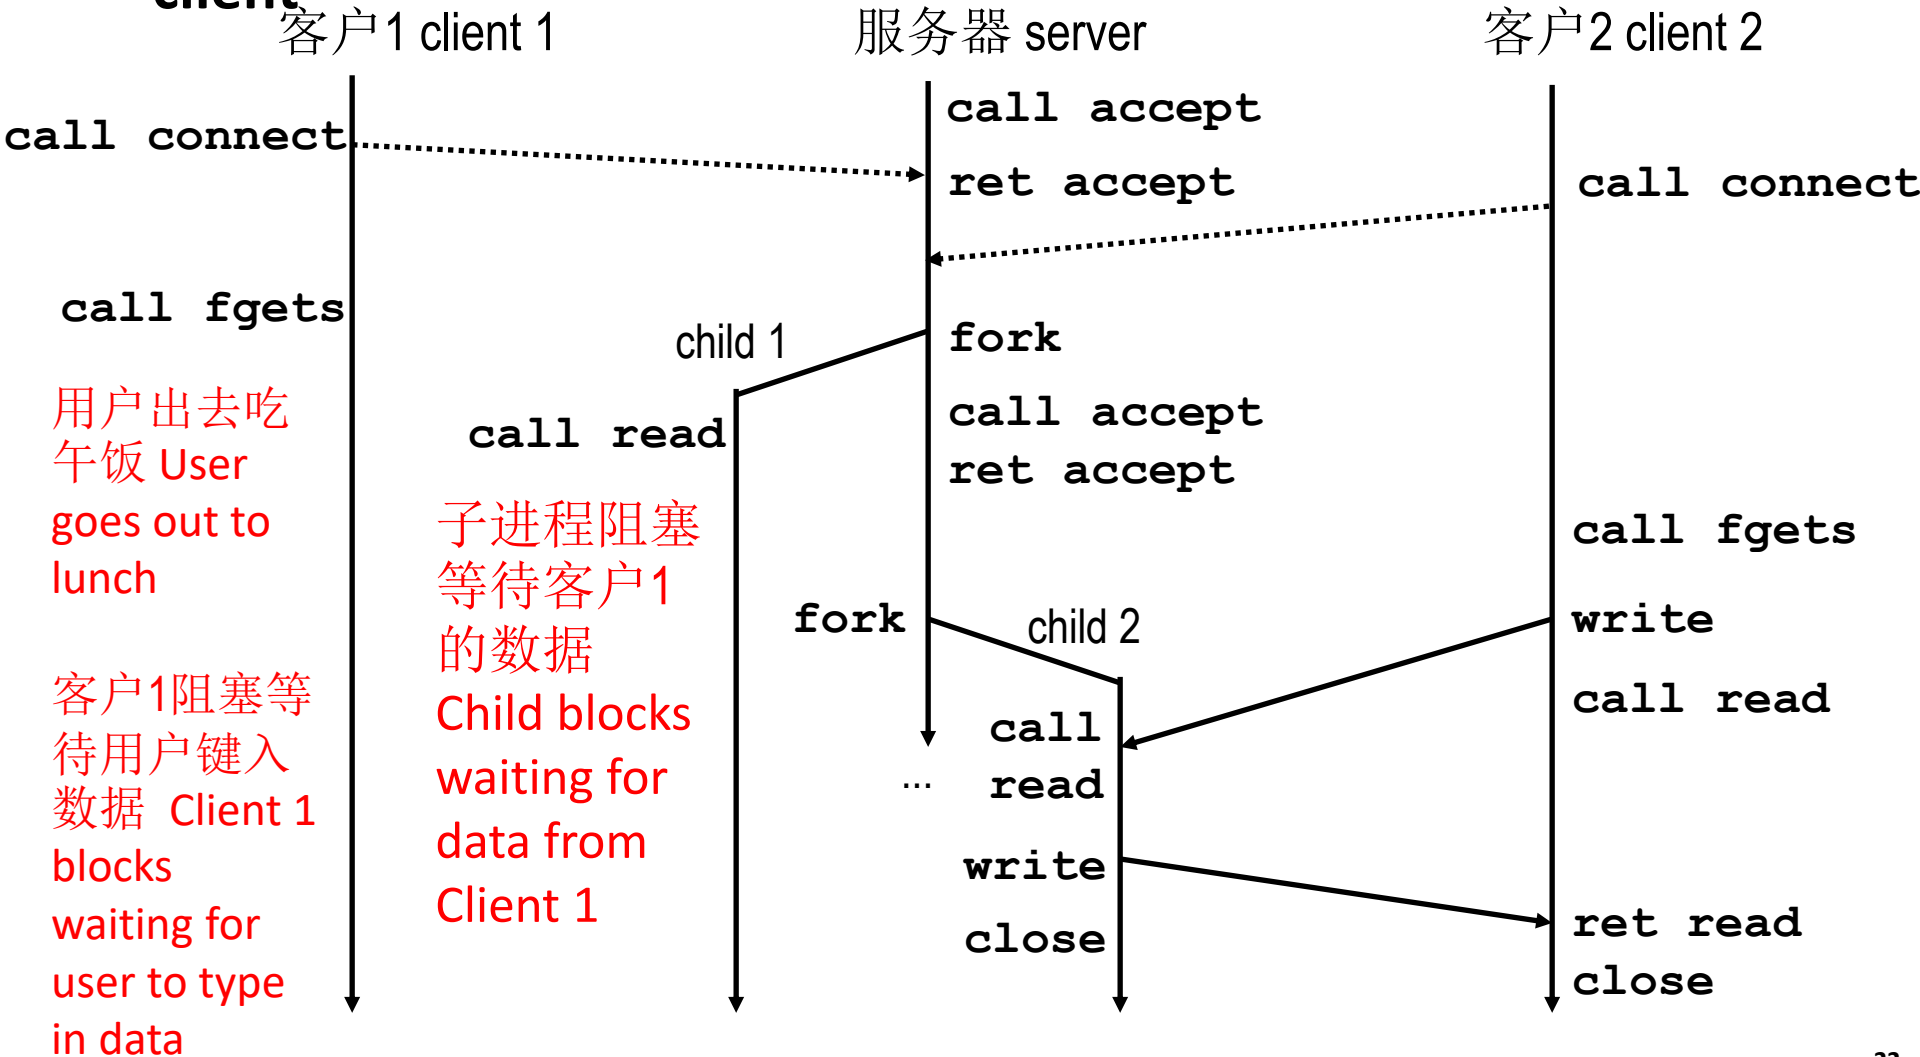 client
客户1 client 1
服务器 server
客户2 client 2
call accept
call connect
ret accept
call connect
call fgets
child 1
fork
用户出去吃
午饭 User
goes out to
lunch
call read
call accept
ret accept
子进程阻塞
等待客户1
的数据
Child blocks
waiting for
data from
Client 1
call fgets
fork
child 2
write
客户1阻塞等
待用户键入
数据 Client 1
blocks
waiting for
user to type
in data
call
read
call read
...
write
close
ret read
close